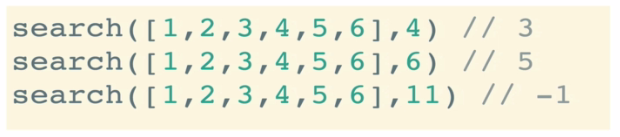 search([1,2,3,4,5,6],4) // 3
search([1,2,3,4,5,6],6) // 5
search([1,2,3,4,5,6],11) // -1